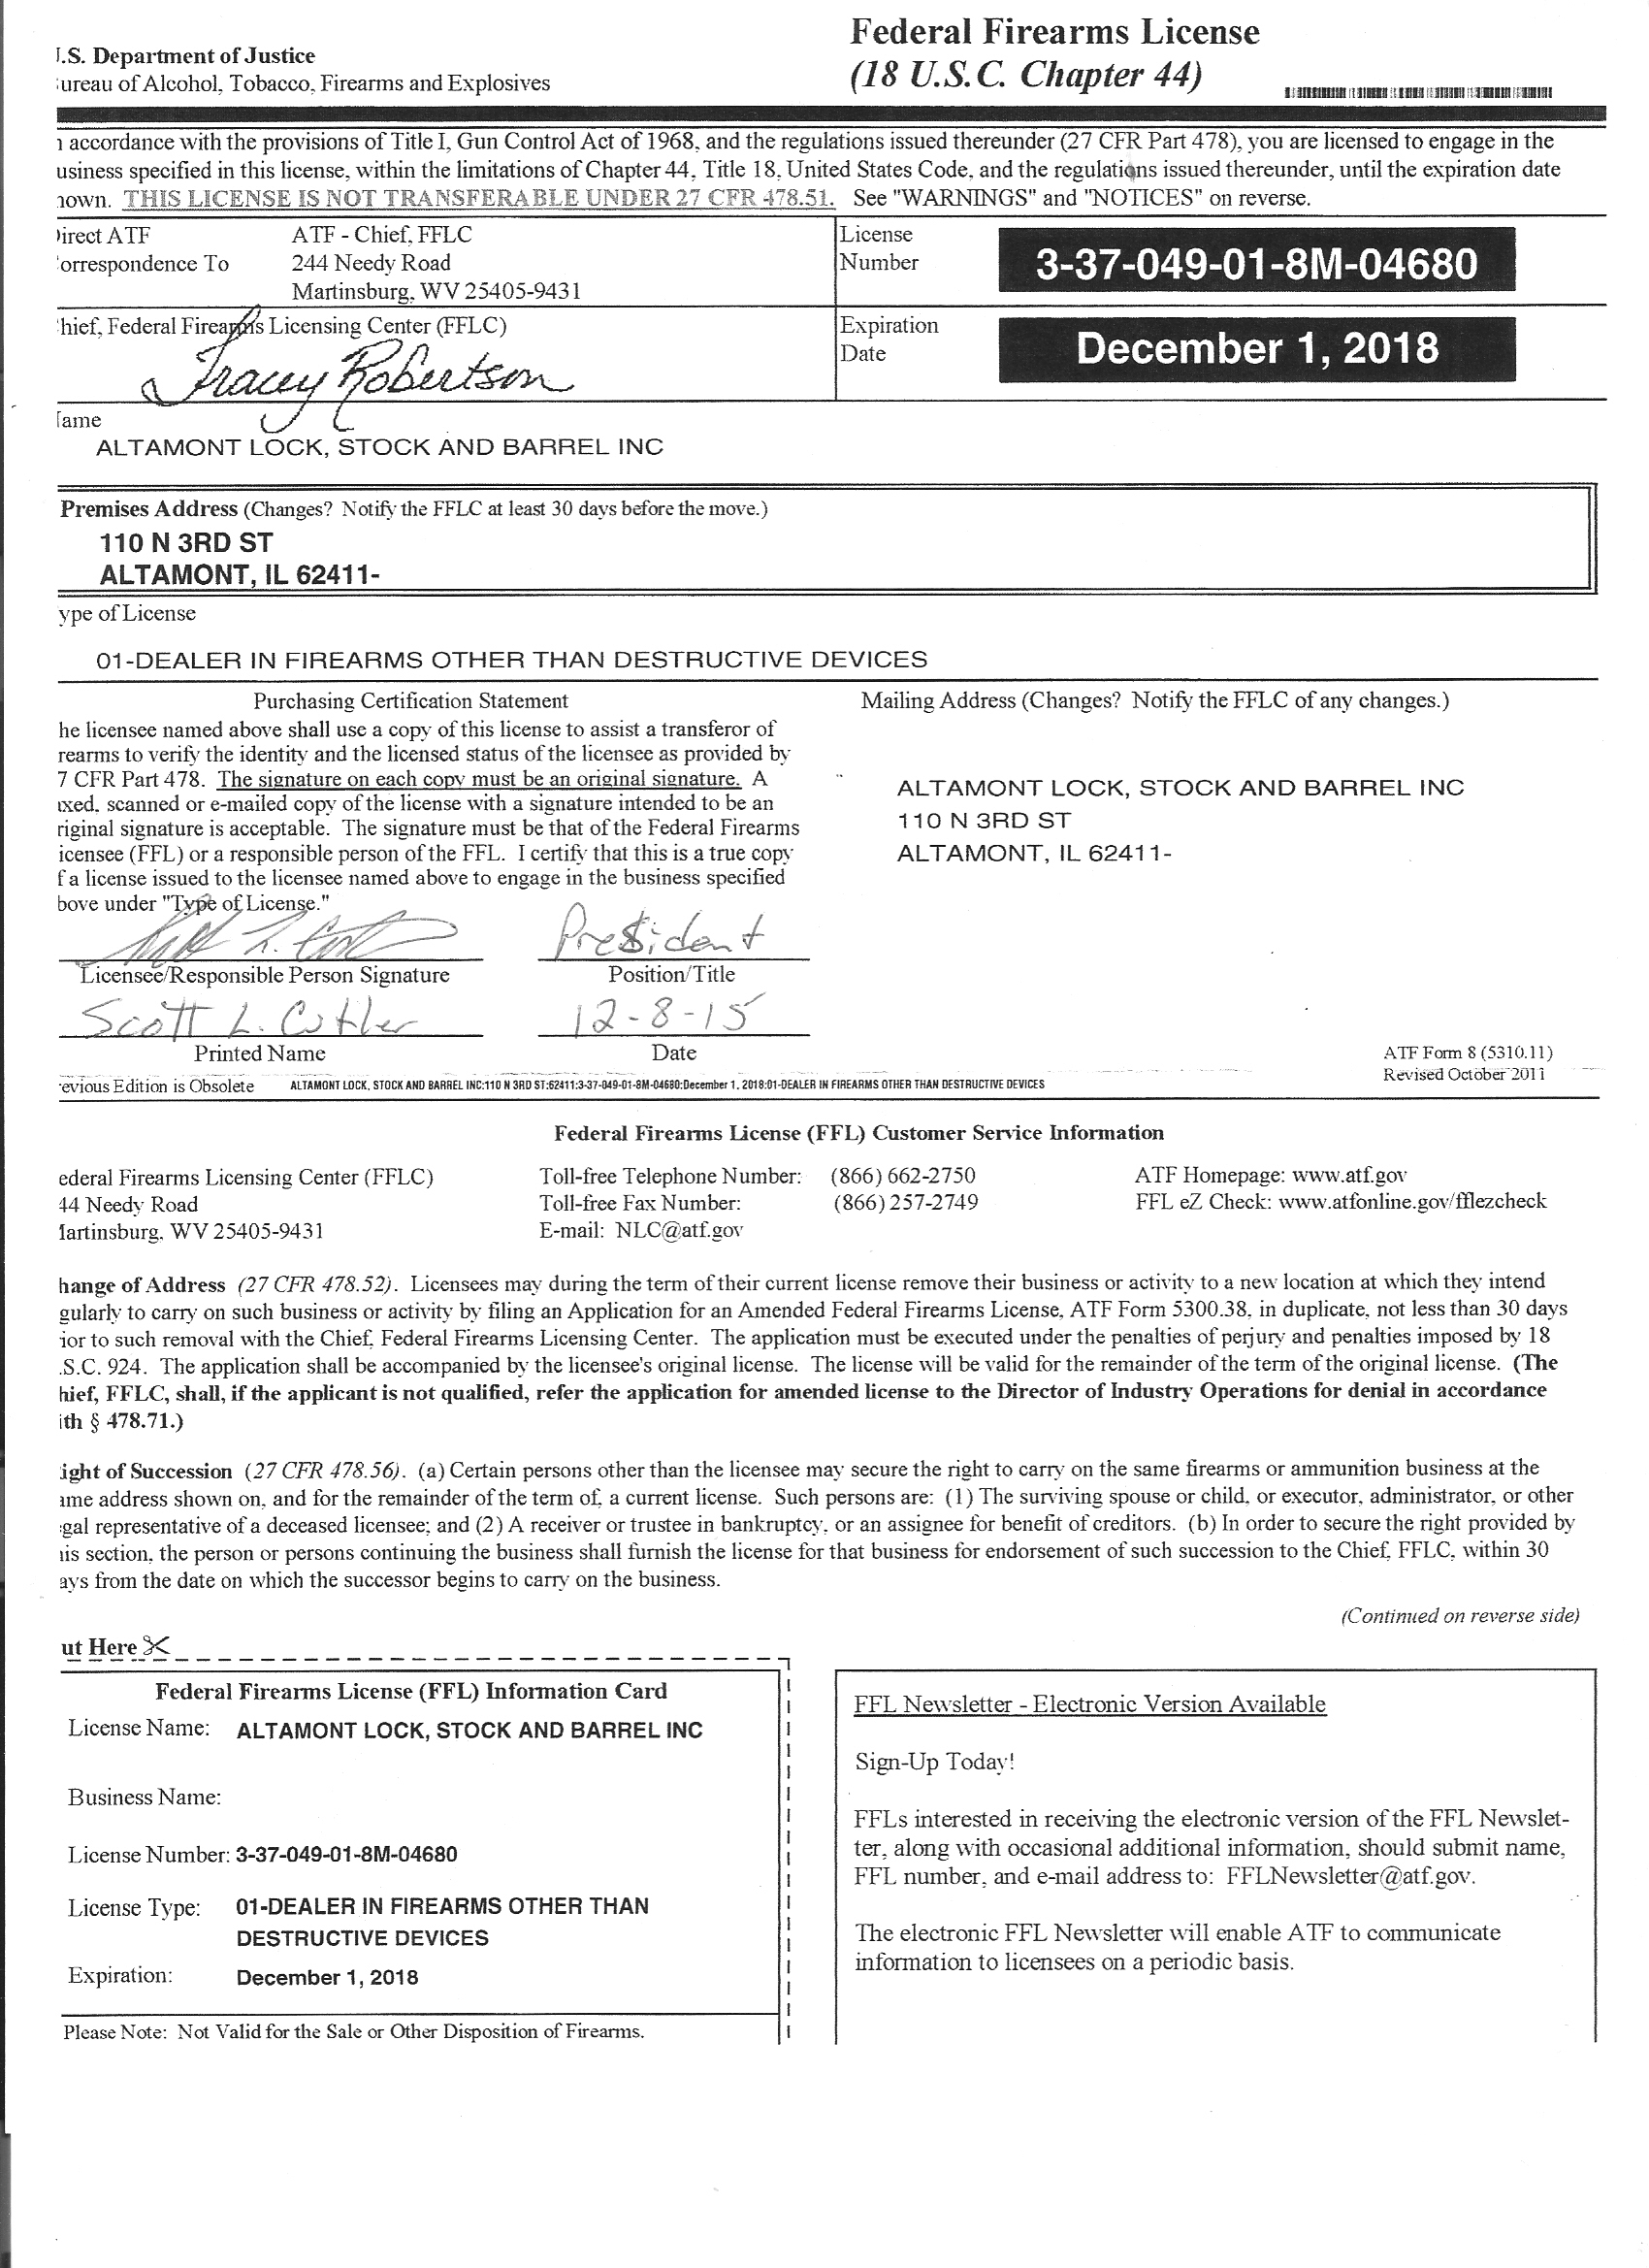 Federal Firearms License
(18 U.S.C. Chapter 44)
.S. Department of Justice
ureau of Alcohol, Tobacco, Firearms and Explosives
accordance with the provisions of Title I, Gun Control Act of 1968, and the regulations issued thereunder (27 CFR Part 478), you are licensed to engage in the
usiness specified in this license, within the limitations of Chapter 44, Title 18, United States Code, and the regulations issued thereunder, until the expiration date
hown. THIS LICENSE IS NOT TRANSFERABLE UNDER 27 CFR 478.51. See "WARNINGS" and "NOTICES" on reverse.
irect ATF
orrespondence To
ATF - Chief, FFLC
244 Needy Road
Martinsburg, WV 25405-9431
License
Number
3-37-049-01-8M-04680
hief, Federal Firearms Licensing Center (FFLC)
Tracey Robertson
Expiration
Date
December 1, 2018
ame
ALTAMONT LOCK, STOCK AND BARREL INC
Premises Address (Changes? Notify the FFLC at least 30 days before the move.)
110 N 3RD ST
ALTAMONT, IL 62411-
ype of License
01-DEALER IN FIREARMS OTHER THAN DESTRUCTIVE DEVICES
Purchasing Certification Statement
he licensee named above shall use a copy of this license to assist a transferor of
rearms to verify the identity and the licensed status of the licensee as provided by
7 CFR Part 478. The signature on each copy must be an original signature. A
xed, scanned or e-mailed copy of the license with a signature intended to be an
riginal signature is acceptable. The signature must be that of the Federal Firearms
icensee (FFL) or a responsible person of the FFL. I certify that this is a true copy
f a license issued to the licensee named above to engage in the business specified
bove under "Type of License."
Mailing Address (Changes? Notify the FFLC of any changes.)
ALTAMONT LOCK, STOCK AND BARREL INC
110 N 3RD ST
ALTAMONT, IL 62411-
President
Licensee/Responsible Person Signature
Position/Title
Scott L. Cutler
12-8-15
Printed Name
Date
ATF Form 8 (5310.11)
Revised October 2011
evious Edition is Obsolete
ALTAMONT LOCK, STOCK AND BARREL INC:110 N 3RD ST:62411:3-37-049-01-8M-04680:December 1, 2018:01-DEALER IN FIREARMS OTHER THAN DESTRUCTIVE DEVICES
Federal Firearms License (FFL) Customer Service Information
ederal Firearms Licensing Center (FFLC)
44 Needy Road
artinsburg, WV 25405-9431
Toll-free Telephone Number: (866) 662-2750
Toll-free Fax Number: (866) 257-2749
E-mail: NLC@atf.gov
ATF Homepage: www.atf.gov
FFL eZ Check: www.atfonline.gov/fflezcheck
hange of Address (27 CFR 478.52). Licensees may during the term of their current license remove their business or activity to a new location at which they intend
gularly to carry on such business or activity by filing an Application for an Amended Federal Firearms License, ATF Form 5300.38, in duplicate, not less than 30 days
ior to such removal with the Chief, Federal Firearms Licensing Center. The application must be executed under the penalties of perjury and penalties imposed by 18
.S.C. 924. The application shall be accompanied by the licensee's original license. The license will be valid for the remainder of the term of the original license. (The
hief, FFLC, shall, if the applicant is not qualified, refer the application for amended license to the Director of Industry Operations for denial in accordance
ith § 478.71.)
ight of Succession (27 CFR 478.56). (a) Certain persons other than the licensee may secure the right to carry on the same firearms or ammunition business at the
ame address shown on, and for the remainder of the term of, a current license. Such persons are: (1) The surviving spouse or child, or executor, administrator, or other
gal representative of a deceased licensee; and (2) A receiver or trustee in bankruptcy, or an assignee for benefit of creditors. (b) In order to secure the right provided by
is section, the person or persons continuing the business shall furnish the license for that business for endorsement of such succession to the Chief, FFLC, within 30
ays from the date on which the successor begins to carry on the business.
(Continued on reverse side)
ut Here
Federal Firearms License (FFL) Information Card
License Name: ALTAMONT LOCK, STOCK AND BARREL INC
Business Name:
License Number: 3-37-049-01-8M-04680
License Type: 01-DEALER IN FIREARMS OTHER THAN
DESTRUCTIVE DEVICES
Expiration: December 1, 2018
Please Note: Not Valid for the Sale or Other Disposition of Firearms.
FFL Newsletter - Electronic Version Available
Sign-Up Today!
FFLs interested in receiving the electronic version of the FFL Newslet-
ter, along with occasional additional information, should submit name,
FFL number, and e-mail address to: FFLNewsletter@atf.gov.
The electronic FFL Newsletter will enable ATF to communicate
information to licensees on a periodic basis.